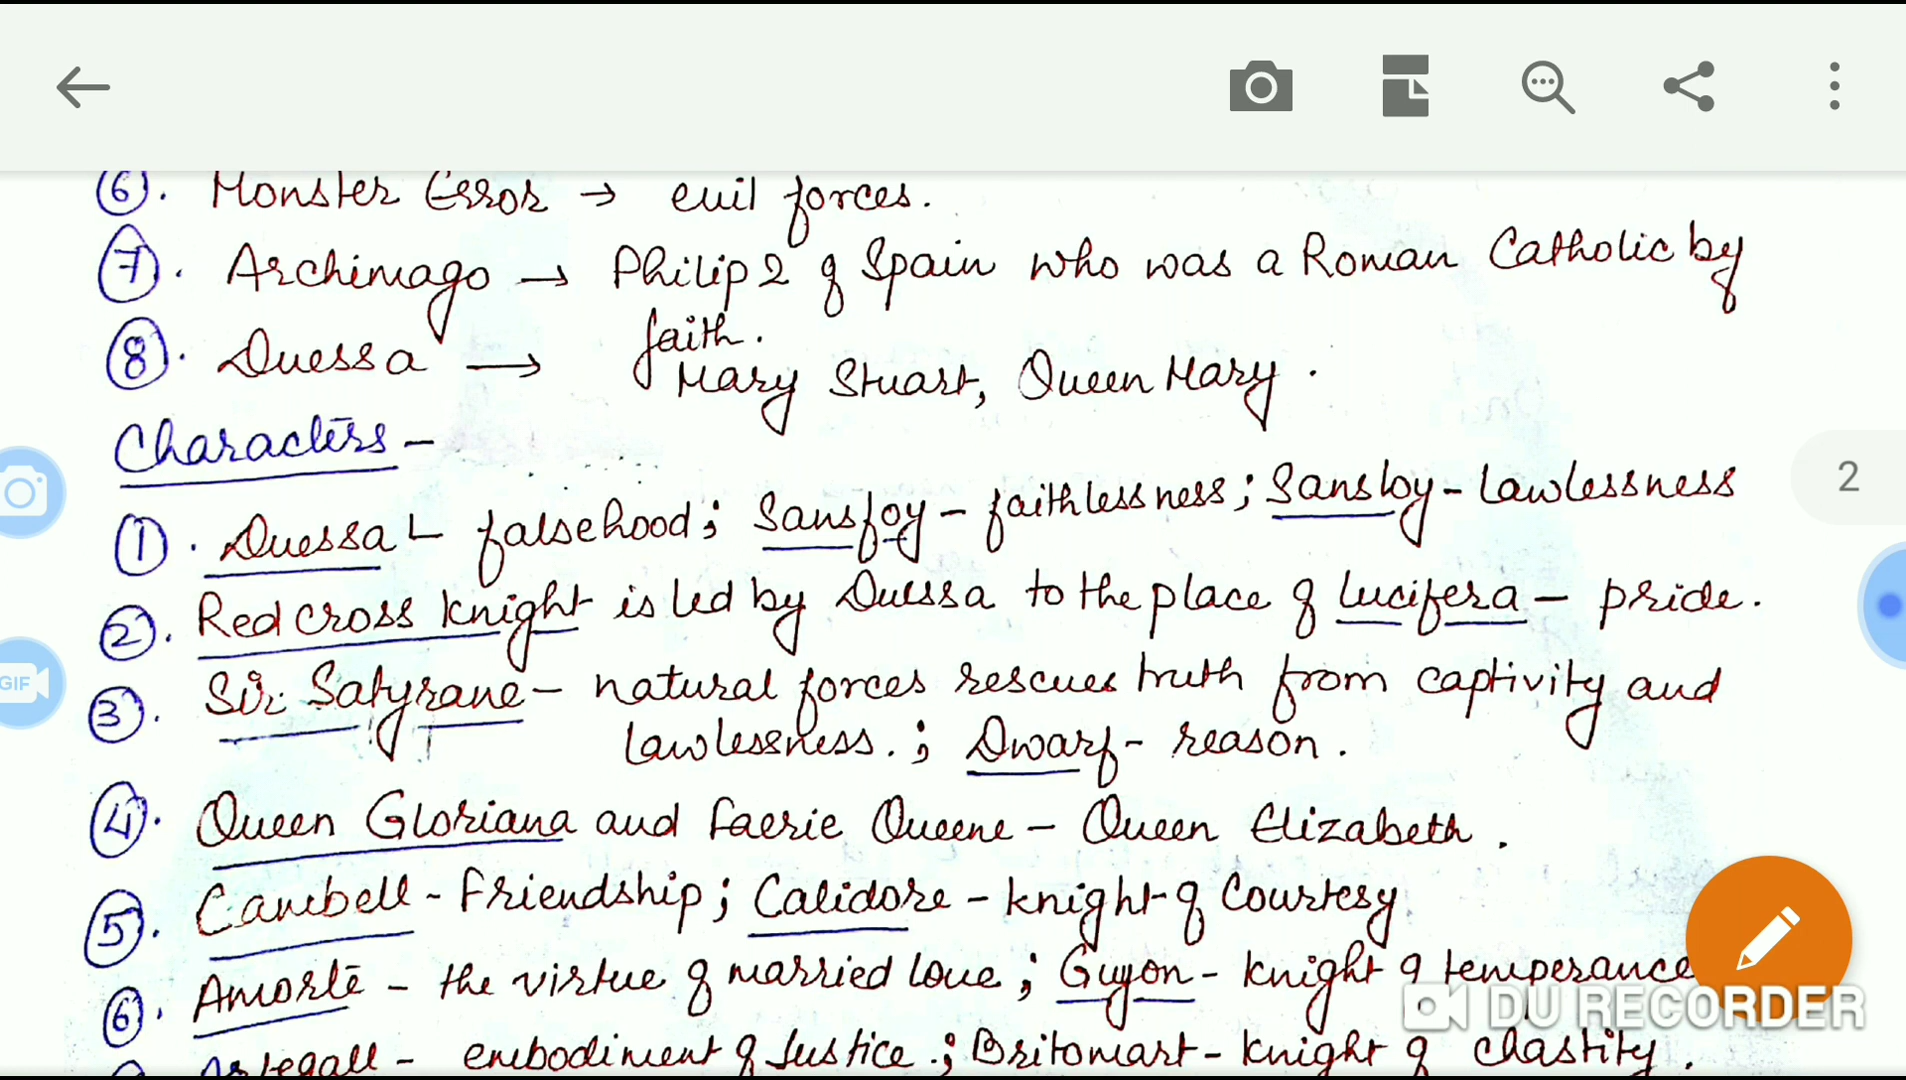 6. Monster Error → evil forces.
7. Archimago → Philip 2 of Spain who was a Roman Catholic by
faith.
8. Duessa → Mary Stuart, Queen Mary.
Characters -
1. Duessa - falsehood; Sansfoy - faithlessness; Sansloy - Lawlessness
2. Red cross knight is led by Duessa to the place of Lucifera - pride.
3. Sir Satyrane - natural forces rescues truth from captivity and
lawlessness.; Dwarf - reason.
4. Queen Gloriana and Faerie Queene - Queen Elizabeth.
5. Cambell - Friendship; Calidore - knight of Courtesy
6. Amorte - the virtue of married love; Guyon - knight of temperance
Artegall - embodiment of Justice.; Britomart - knight of chastity.
2
GIF
DU RECORDER